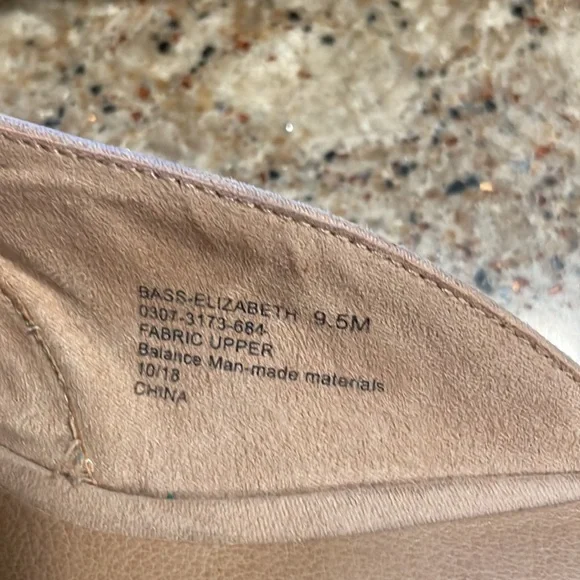 BASS-ELIZABETH 9.5M
0307-3173-684
FABRIC UPPER
Balance Man-made materials
10/18
CHINA